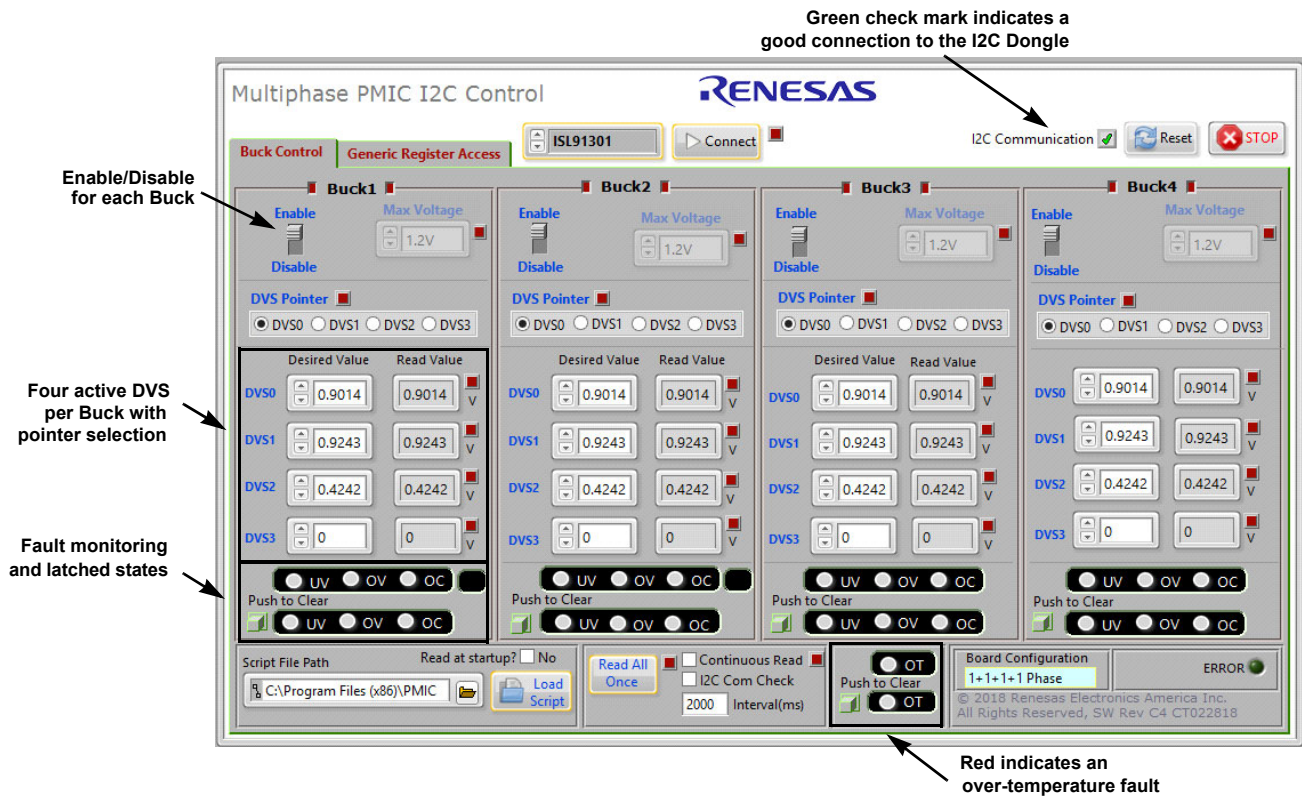 Green check mark indicates a
good connection to the I2C Dongle
Multiphase PMIC I2C Control
RENESAS
ISL91301
Connect
I2C Communication
Reset
STOP
Buck Control
Generic Register Access
Enable/Disable
for each Buck
Buck1
Enable
Max Voltage
1.2V
Disable
DVS Pointer
DVS0 DVS1 DVS2 DVS3
Desired Value Read Value
DVS0 0.9014 0.9014 V
DVS1 0.9243 0.9243 V
DVS2 0.4242 0.4242 V
DVS3 0 0 V
UV OV OC
Push to Clear
UV OV OC
Buck2
Enable
Max Voltage
1.2V
Disable
DVS Pointer
DVS0 DVS1 DVS2 DVS3
Desired Value Read Value
DVS0 0.9014 0.9014 V
DVS1 0.9243 0.9243 V
DVS2 0.4242 0.4242 V
DVS3 0 0 V
UV OV OC
Push to Clear
UV OV OC
Buck3
Enable
Max Voltage
1.2V
Disable
DVS Pointer
DVS0 DVS1 DVS2 DVS3
Desired Value Read Value
DVS0 0.9014 0.9014 V
DVS1 0.9243 0.9243 V
DVS2 0.4242 0.4242 V
DVS3 0 0 V
UV OV OC
Push to Clear
UV OV OC
Buck4
Enable
Max Voltage
1.2V
Disable
DVS Pointer
DVS0 DVS1 DVS2 DVS3
DVS0 0.9014 0.9014 V
DVS1 0.9243 0.9243 V
DVS2 0.4242 0.4242 V
DVS3 0 0 V
UV OV OC
Push to Clear
UV OV OC
Four active DVS
per Buck with
pointer selection
Fault monitoring
and latched states
Script File Path
Read at startup? No
C:\Program Files (x86)\PMIC
Load
Script
Read All
Once
Continuous Read
I2C Com Check
2000 Interval(ms)
OT
Push to Clear
OT
Board Configuration
1+1+1+1 Phase
ERROR
© 2018 Renesas Electronics America Inc.
All Rights Reserved, SW Rev C4 CT022818
Red indicates an
over-temperature fault